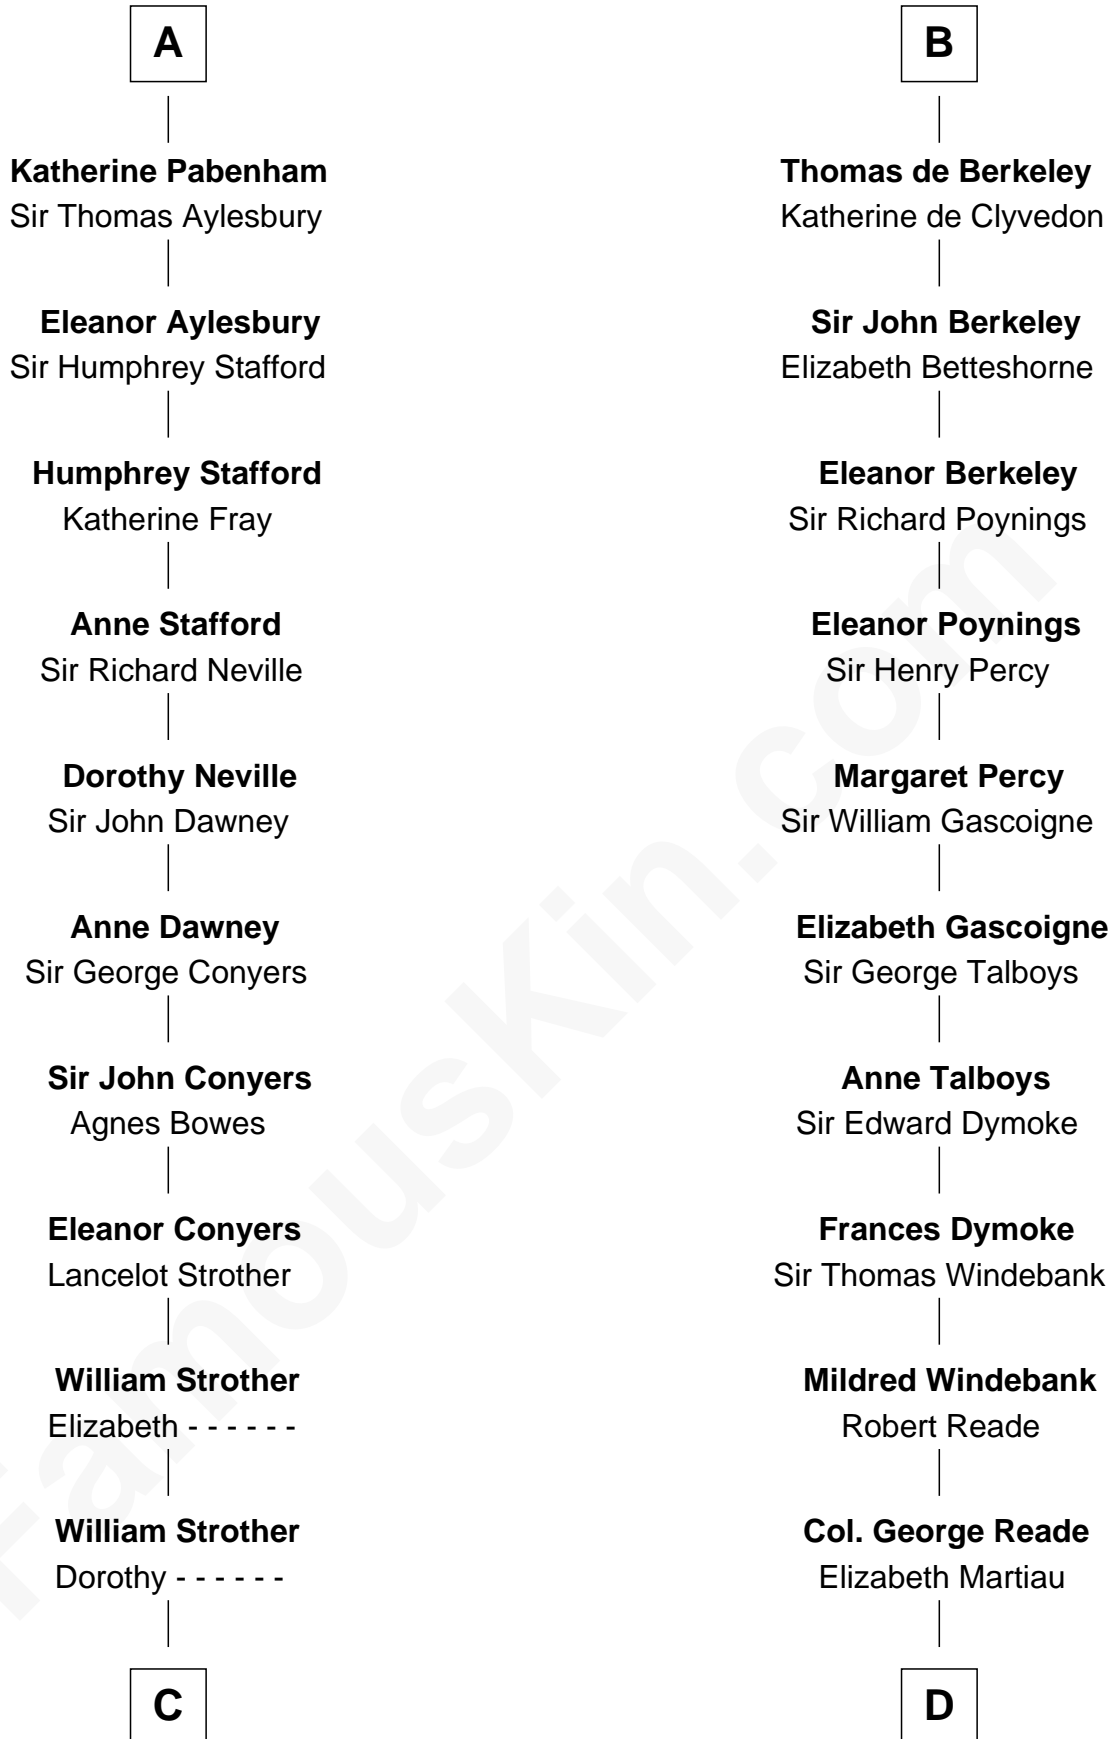 A
Katherine Pabenham
Sir Thomas Aylesbury
Eleanor Aylesbury
Sir Humphrey Stafford
Humphrey Stafford
Katherine Fray
Anne Stafford
Sir Richard Neville
Dorothy Neville
Sir John Dawney
Anne Dawney
Sir George Conyers
Sir John Conyers
Agnes Bowes
Eleanor Conyers
Lancelot Strother
William Strother
Elizabeth - - - - - -
William Strother
Dorothy - - - - - -
C
B
Thomas de Berkeley
Katherine de Clyvedon
Sir John Berkeley
Elizabeth Betteshorne
Eleanor Berkeley
Sir Richard Poynings
Eleanor Poynings
Sir Henry Percy
Margaret Percy
Sir William Gascoigne
Elizabeth Gascoigne
Sir George Talboys
Anne Talboys
Sir Edward Dymoke
Frances Dymoke
Sir Thomas Windebank
Mildred Windebank
Robert Reade
Col. George Reade
Elizabeth Martiau
D
FamousKin.com